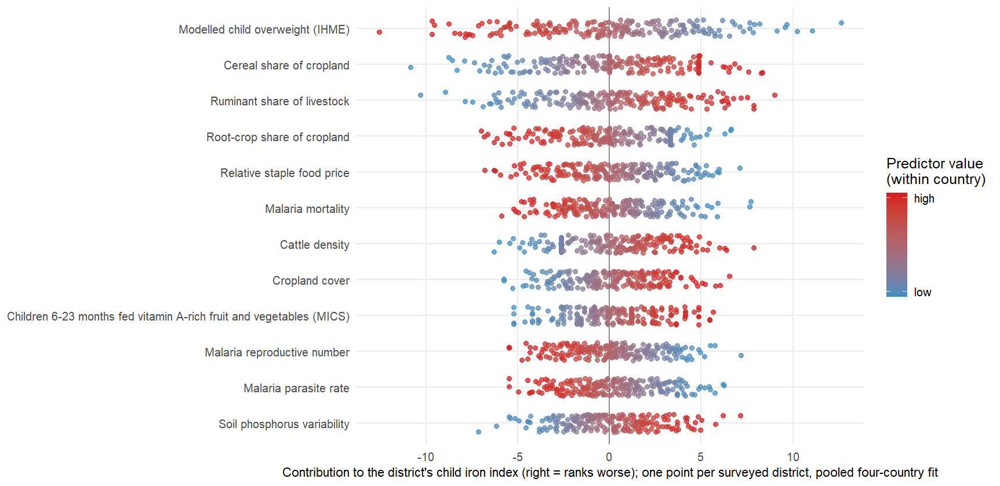 Modelled child overweight (IHME)
Cereal share of cropland
Ruminant share of livestock
Root-crop share of cropland
Relative staple food price
Malaria mortality
Cattle density
Cropland cover
Children 6-23 months fed vitamin A-rich fruit and vegetables (MICS)
Malaria reproductive number
Malaria parasite rate
Soil phosphorus variability
-10 -5 0 5 10
Contribution to the district's child iron index (right = ranks worse); one point per surveyed district, pooled four-country fit
Predictor value
(within country)
high
low